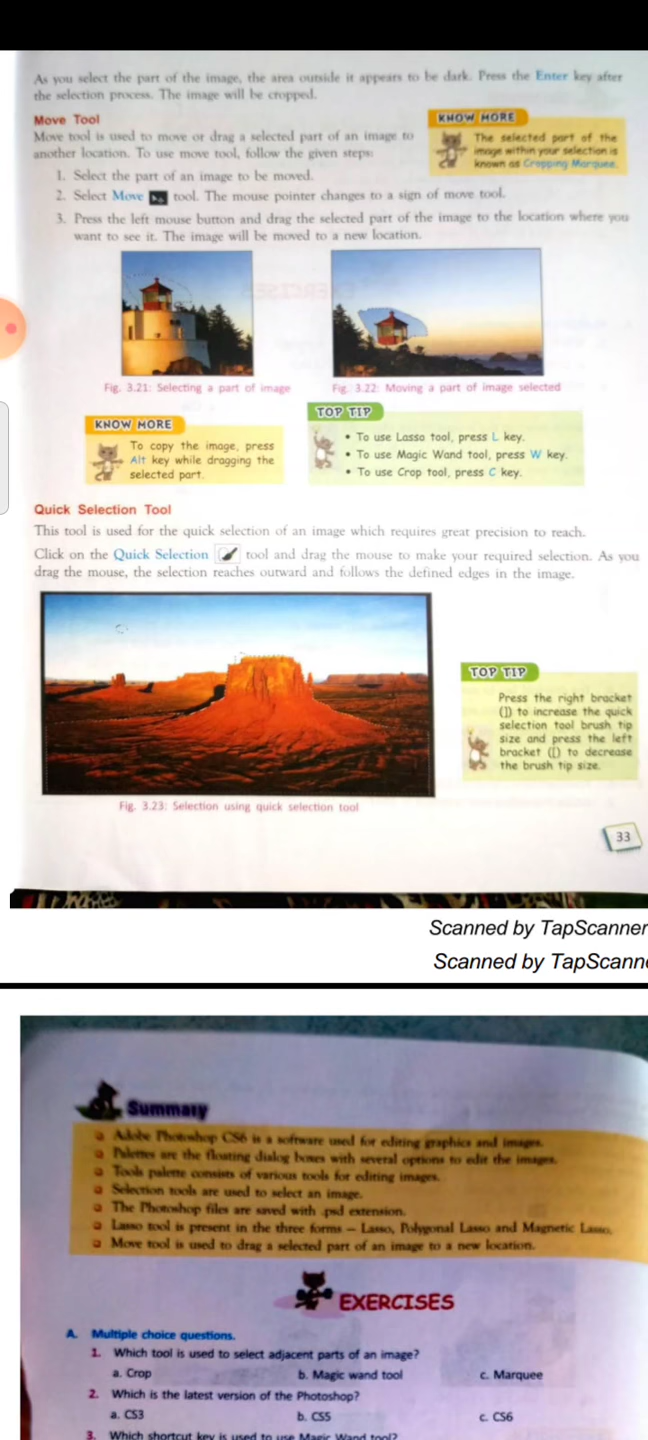 As you select the part of the image, the area outside it appears to be dark. Press the Enter key after
the selection process. The image will be cropped.
Move Tool
Move tool is used to move or drag a selected part of an image to
another location. To use move tool, follow the given steps:
KNOW MORE
The selected part of the
image within your selection is
known as Cropping Marquee.
1. Select the part of an image to be moved.
2. Select Move tool. The mouse pointer changes to a sign of move tool.
3. Press the left mouse button and drag the selected part of the image to the location where you
want to see it. The image will be moved to a new location.
Fig. 3.21: Selecting a part of image
Fig. 3.22: Moving a part of image selected
KNOW MORE
To copy the image, press
Alt key while dragging the
selected part.
TOP TIP
• To use Lasso tool, press L key.
• To use Magic Wand tool, press W key.
• To use Crop tool, press C key.
Quick Selection Tool
This tool is used for the quick selection of an image which requires great precision to reach.
Click on the Quick Selection tool and drag the mouse to make your required selection. As you
drag the mouse, the selection reaches outward and follows the defined edges in the image.
TOP TIP
Press the right bracket
(]) to increase the quick
selection tool brush tip
size and press the left
bracket ([) to decrease
the brush tip size.
Fig. 3.23: Selection using quick selection tool
33
Scanned by TapScanner
Scanned by TapScann
Summary
Adobe Photoshop CS6 is a software used for editing graphics and images.
Palettes are the floating dialog boxes with several options to edit the images.
Tools palette consists of various tools for editing images.
Selection tools are used to select an image.
The Photoshop files are saved with .psd extension.
Lasso tool is present in the three forms – Lasso, Polygonal Lasso and Magnetic Lasso.
Move tool is used to drag a selected part of an image to a new location.
EXERCISES
A. Multiple choice questions.
1. Which tool is used to select adjacent parts of an image?
a. Crop b. Magic wand tool c. Marquee
2. Which is the latest version of the Photoshop?
a. CS3 b. CS5 c. CS6
3. Which shortcut key is used to use Magic Wand tool?